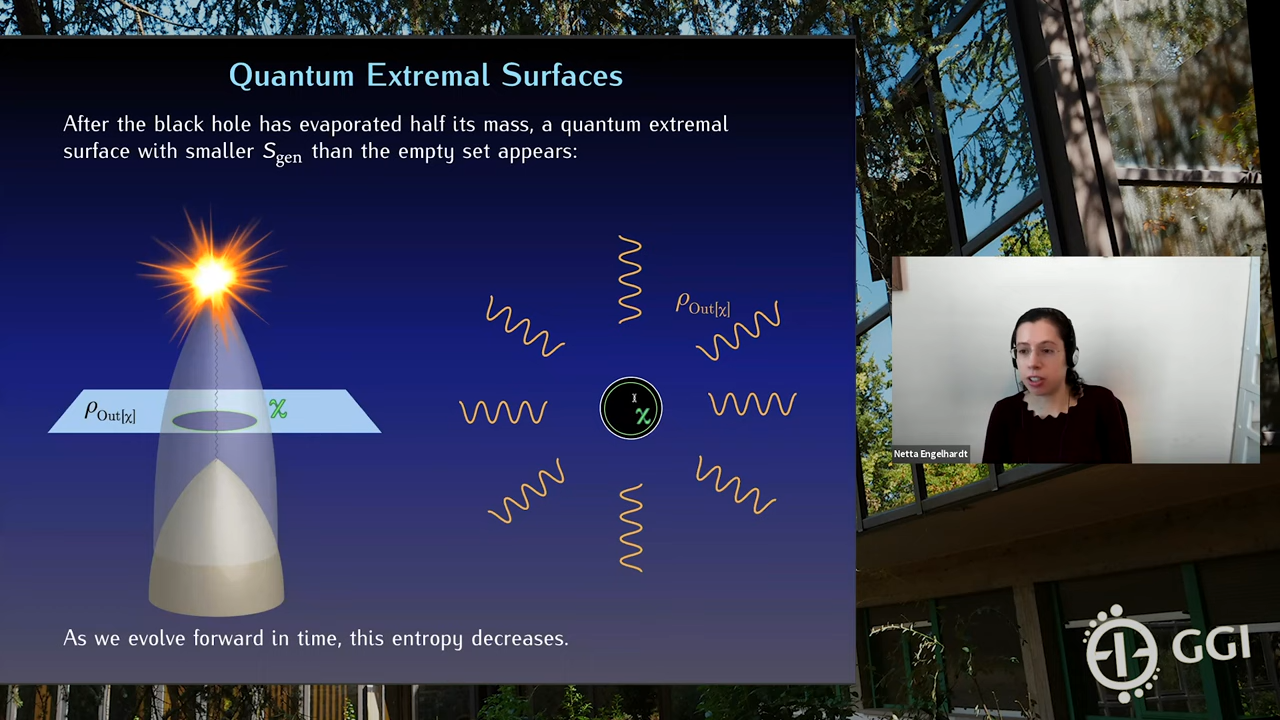 Quantum Extremal Surfaces
After the black hole has evaporated half its mass, a quantum extremal
surface with smaller Sgen than the empty set appears:
ρOut[χ]
ρOut[χ]
χ
χ
χ
As we evolve forward in time, this entropy decreases.
Netta Engelhardt
GGI